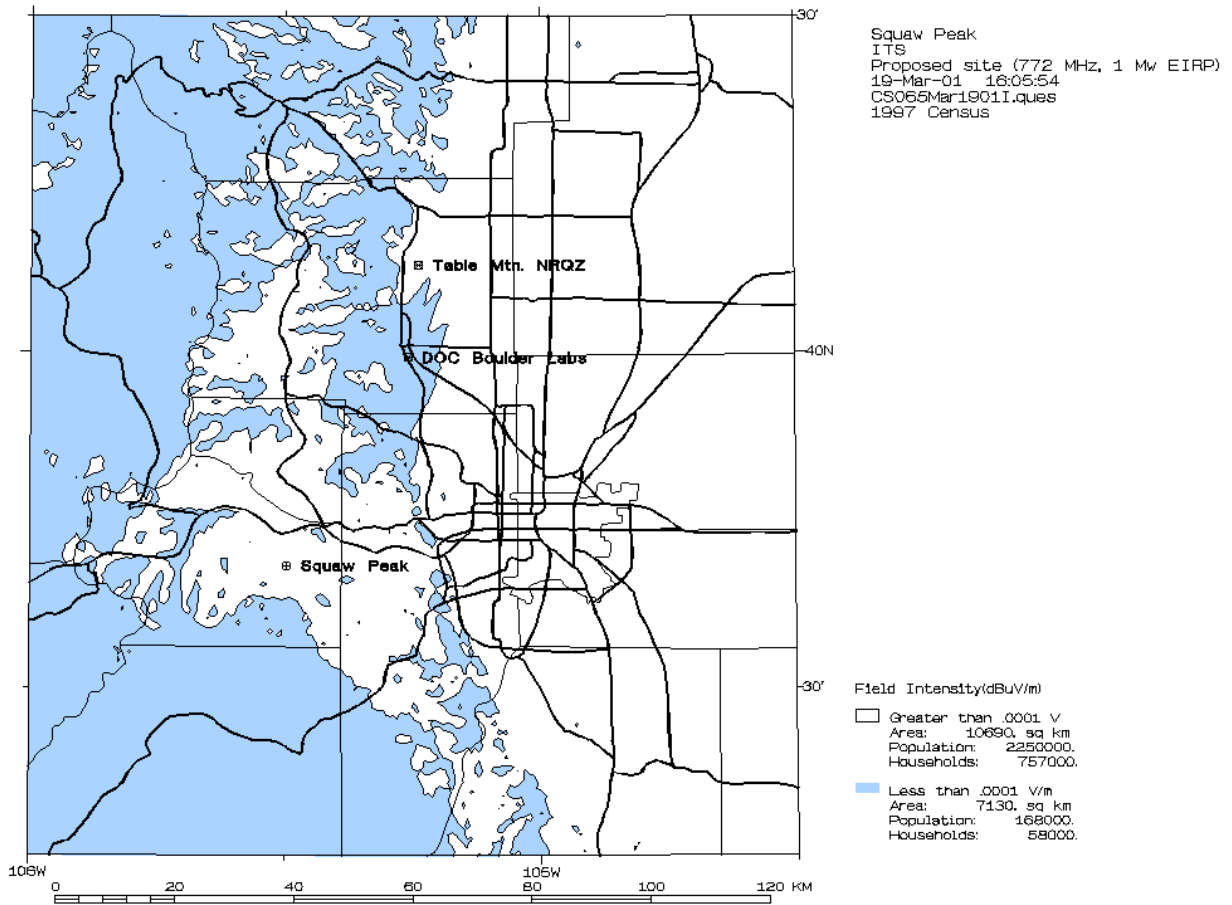 30'
Squaw Peak
ITS
Proposed site (772 MHz, 1 Mw EIRP)
19-Mar-01 16:05:54
CS065Mar1901I.ques
1997 Census
Table Mtn. NRQZ
40N
DOC Boulder Labs
Squaw Peak
30'
Field Intensity(dBuV/m)
Greater than .0001 V
Area: 10690. sq km
Population: 2250000.
Households: 757000.
Less than .0001 V/m
Area: 7130. sq km
Population: 168000.
Households: 58000.
106W
105W
0 20 40 60 80 100 120 KM